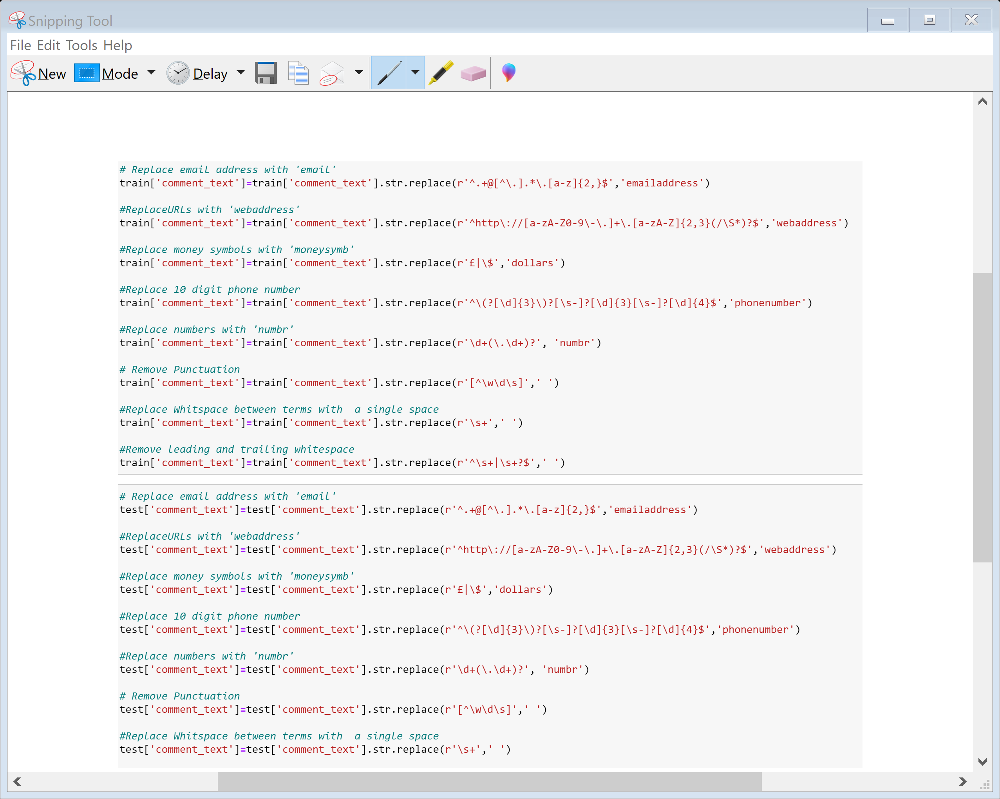 Snipping Tool
File Edit Tools Help
New Mode Delay
# Replace email address with 'email'
train['comment_text']=train['comment_text'].str.replace(r'^.+@[^\.].*\.[a-z]{2,}$','emailaddress')
#ReplaceURLs with 'webaddress'
train['comment_text']=train['comment_text'].str.replace(r'^http\://[a-zA-Z0-9\-\.]+\.[a-zA-Z]{2,3}(/\S*)?$','webaddress')
#Replace money symbols with 'moneysymb'
train['comment_text']=train['comment_text'].str.replace(r'£|\$','dollars')
#Replace 10 digit phone number
train['comment_text']=train['comment_text'].str.replace(r'^\(?[\d]{3}\)?[\s-]?[\d]{3}[\s-]?[\d]{4}$','phonenumber')
#Replace numbers with 'numbr'
train['comment_text']=train['comment_text'].str.replace(r'\d+(\.\d+)?', 'numbr')
# Remove Punctuation
train['comment_text']=train['comment_text'].str.replace(r'[^\w\d\s]',' ')
#Replace Whitspace between terms with  a single space
train['comment_text']=train['comment_text'].str.replace(r'\s+',' ')
#Remove leading and trailing whitespace
train['comment_text']=train['comment_text'].str.replace(r'^\s+|\s+?$',' ')
# Replace email address with 'email'
test['comment_text']=test['comment_text'].str.replace(r'^.+@[^\.].*\.[a-z]{2,}$','emailaddress')
#ReplaceURLs with 'webaddress'
test['comment_text']=test['comment_text'].str.replace(r'^http\://[a-zA-Z0-9\-\.]+\.[a-zA-Z]{2,3}(/\S*)?$','webaddress')
#Replace money symbols with 'moneysymb'
test['comment_text']=test['comment_text'].str.replace(r'£|\$','dollars')
#Replace 10 digit phone number
test['comment_text']=test['comment_text'].str.replace(r'^\(?[\d]{3}\)?[\s-]?[\d]{3}[\s-]?[\d]{4}$','phonenumber')
#Replace numbers with 'numbr'
test['comment_text']=test['comment_text'].str.replace(r'\d+(\.\d+)?', 'numbr')
# Remove Punctuation
test['comment_text']=test['comment_text'].str.replace(r'[^\w\d\s]',' ')
#Replace Whitspace between terms with  a single space
test['comment_text']=test['comment_text'].str.replace(r'\s+',' ')